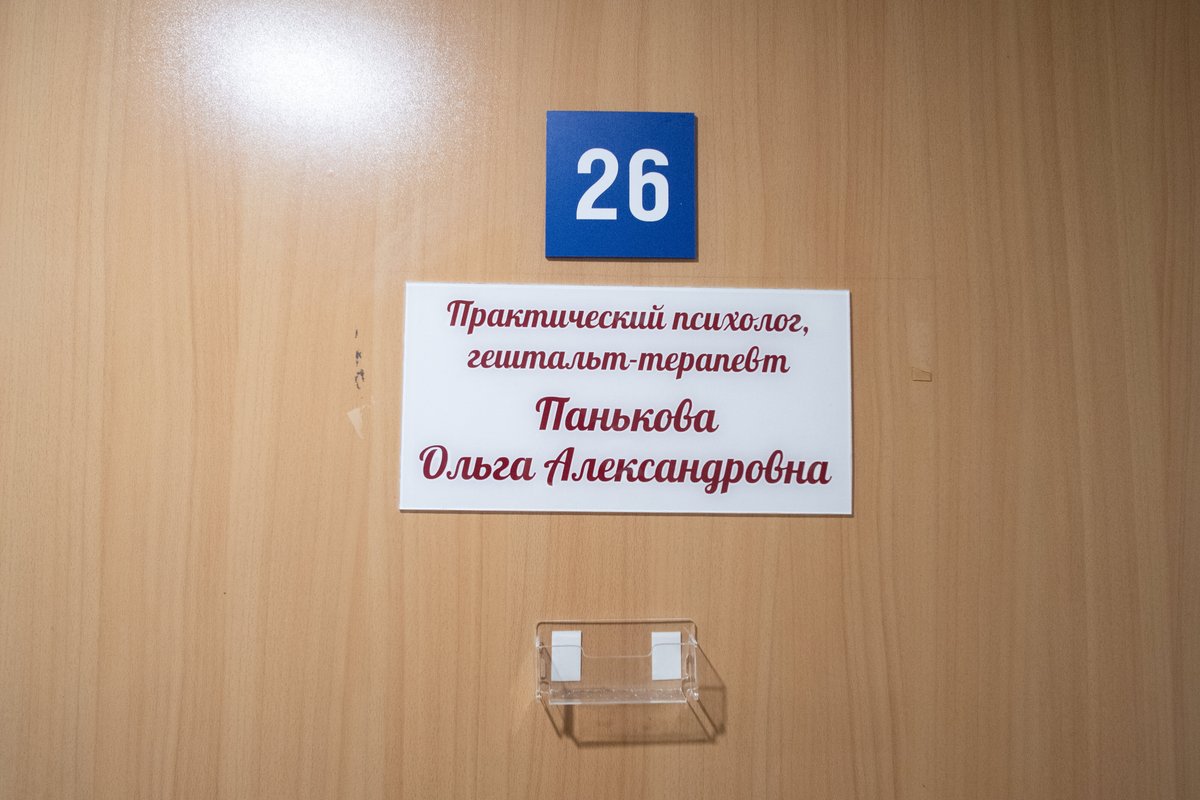 26
Практический психолог,
гештальт-терапевт
Панькова
Ольга Александровна